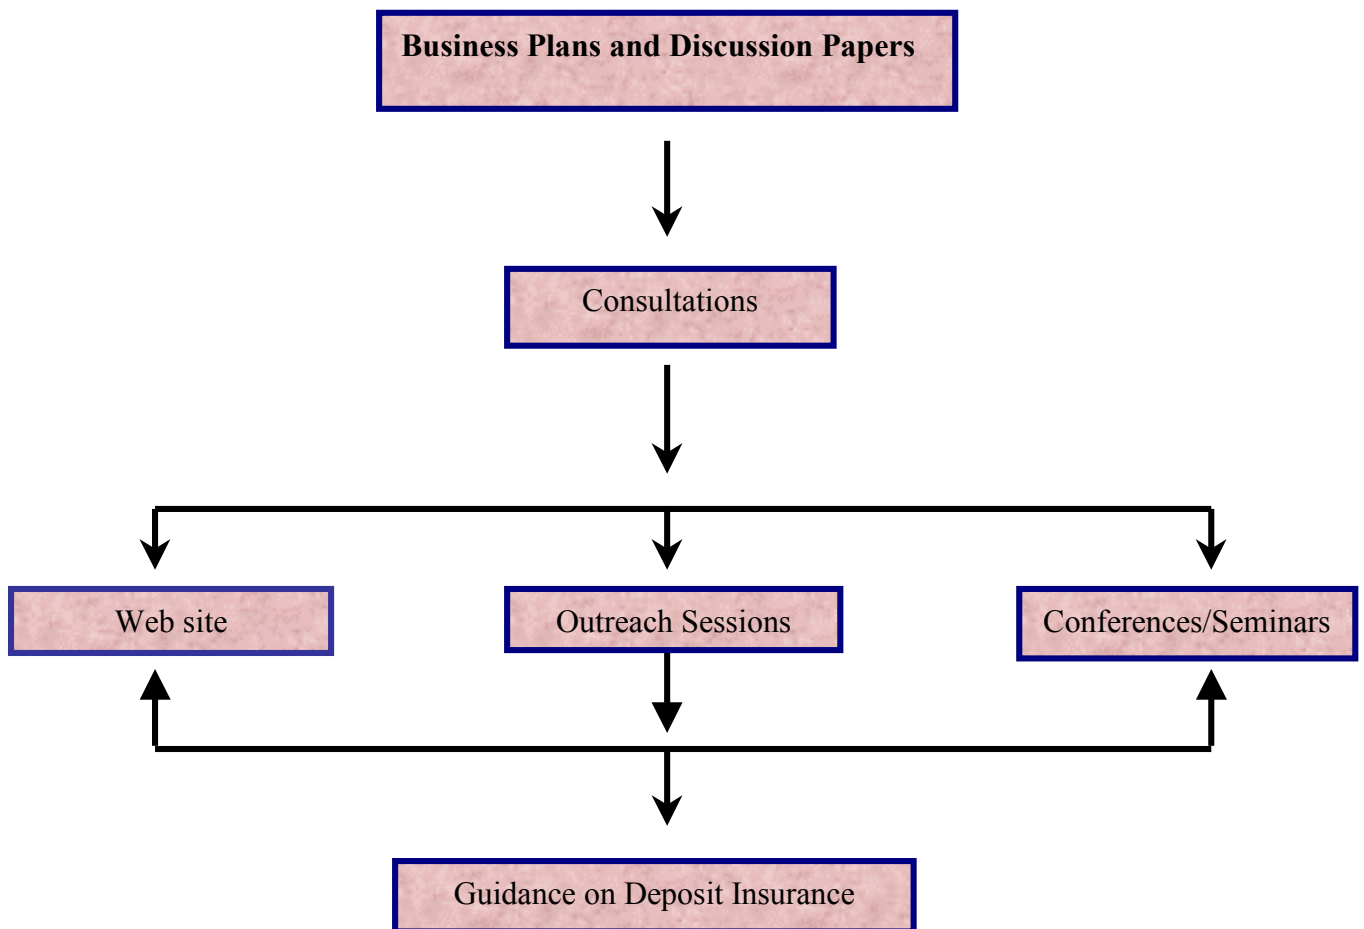 Business Plans and Discussion Papers
Consultations
Web site
Outreach Sessions
Conferences/Seminars
Guidance on Deposit Insurance